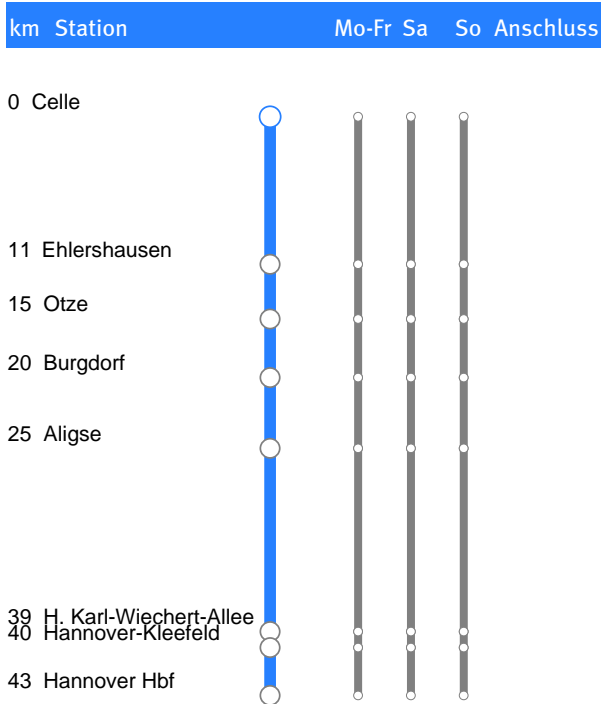 km Station Mo-Fr Sa So Anschluss
0 Celle
11 Ehlershausen
15 Otze
20 Burgdorf
25 Aligse
39 H. Karl-Wiechert-Allee
40 Hannover-Kleefeld
43 Hannover Hbf